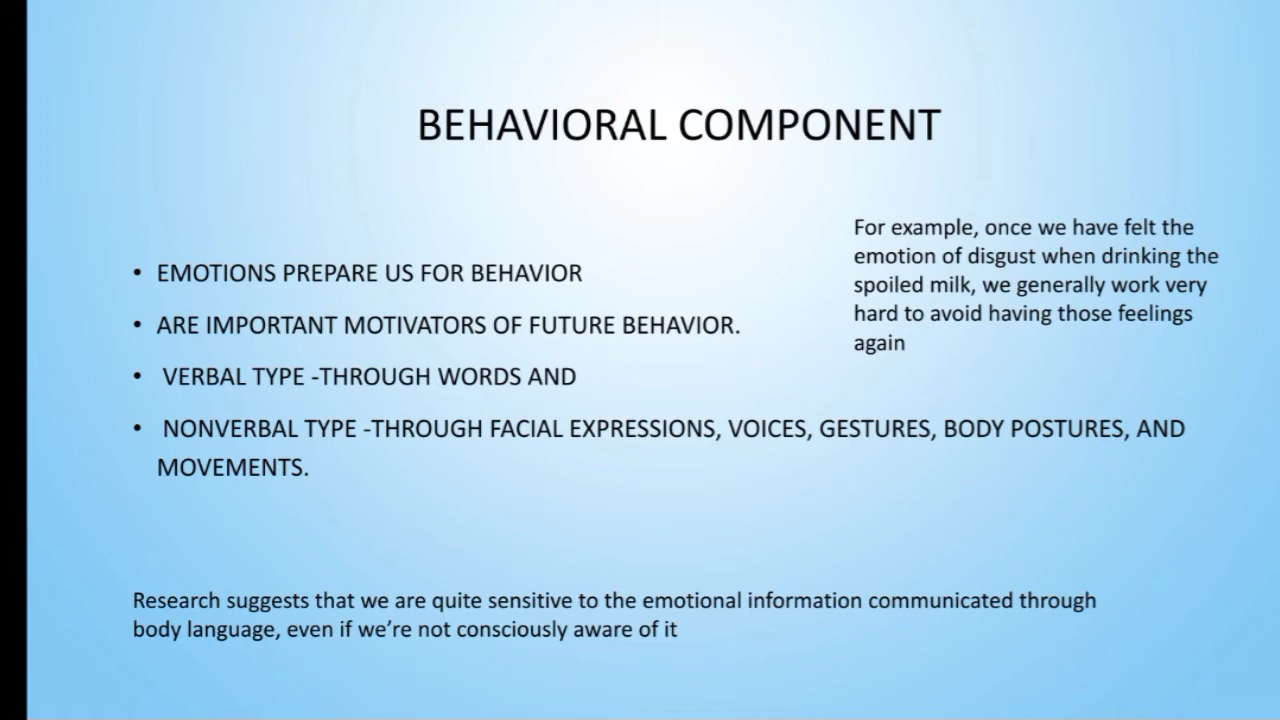 BEHAVIORAL COMPONENT
• EMOTIONS PREPARE US FOR BEHAVIOR
• ARE IMPORTANT MOTIVATORS OF FUTURE BEHAVIOR.
• VERBAL TYPE -THROUGH WORDS AND
• NONVERBAL TYPE -THROUGH FACIAL EXPRESSIONS, VOICES, GESTURES, BODY POSTURES, AND
MOVEMENTS.
For example, once we have felt the
emotion of disgust when drinking the
spoiled milk, we generally work very
hard to avoid having those feelings
again
Research suggests that we are quite sensitive to the emotional information communicated through
body language, even if we’re not consciously aware of it